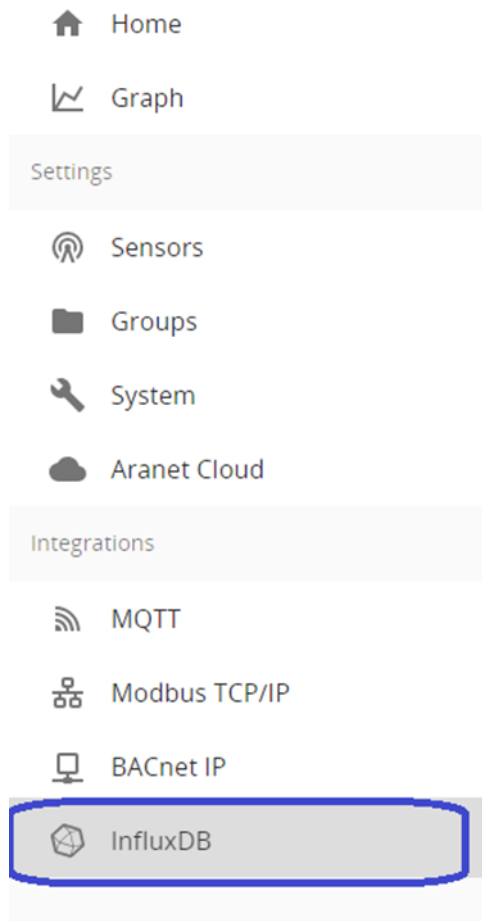 Home
Graph
Settings
Sensors
Groups
System
Aranet Cloud
Integrations
MQTT
Modbus TCP/IP
BACnet IP
InfluxDB